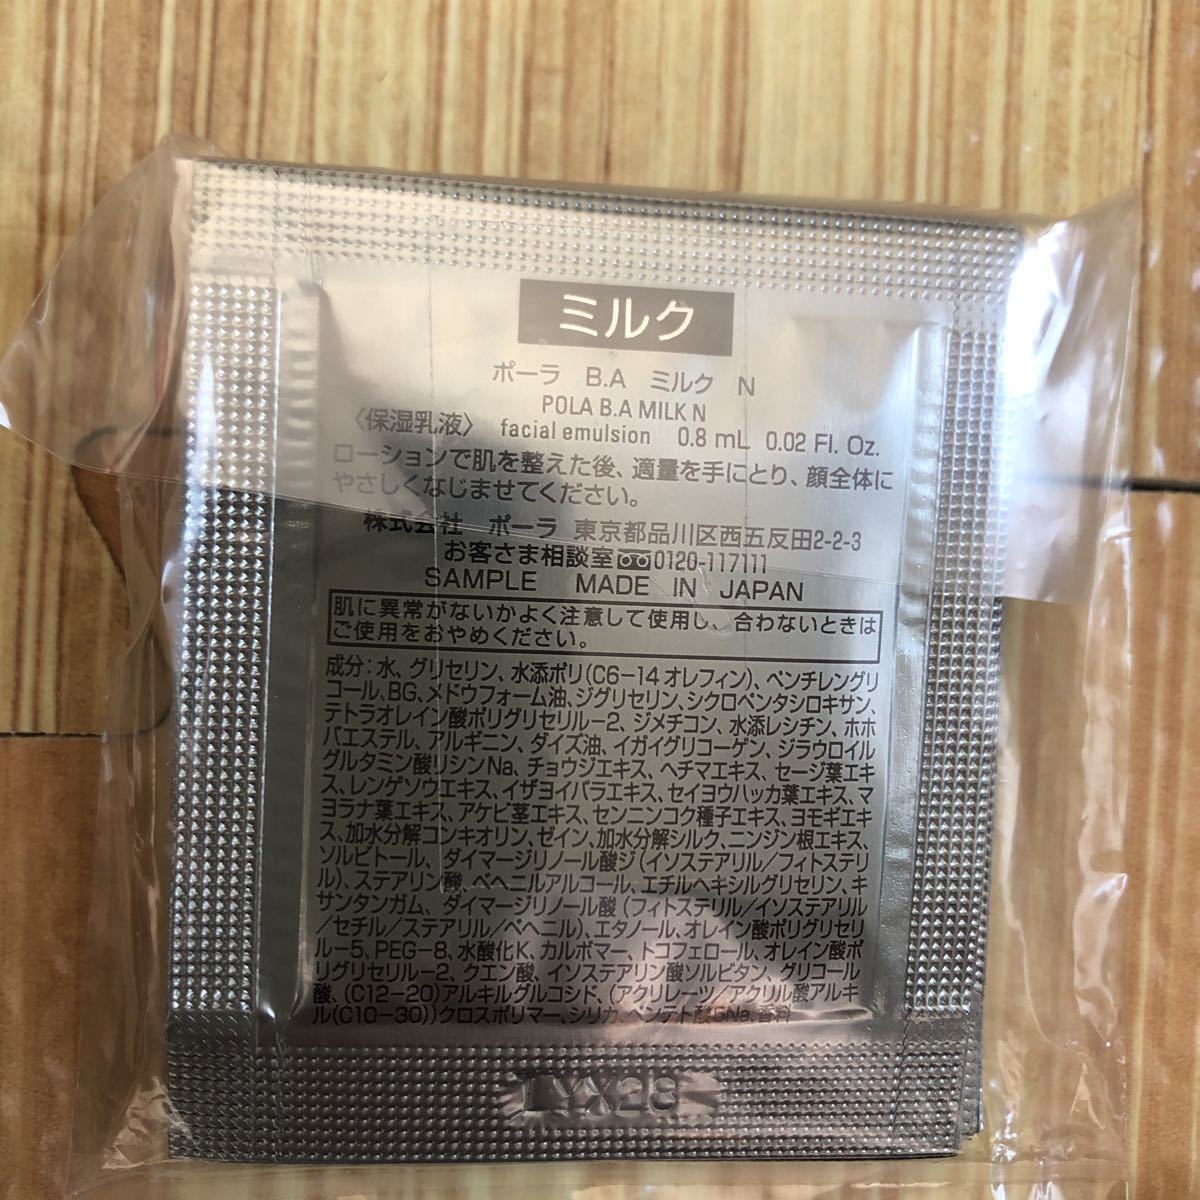 ミルク
ポーラ B.A ミルク N
POLA B.A MILK N
〈保湿乳液〉 facial emulsion 0.8 mL 0.02 Fl. Oz.
ローションで肌を整えた後、適量を手にとり、顔全体に
やさしくなじませてください。
株式会社 ポーラ 東京都品川区西五反田2-2-3
お客さま相談室 0120-117111
SAMPLE MADE IN JAPAN
肌に異常がないかよく注意して使用し、合わないときは
ご使用をおやめください。
成分:水、グリセリン、水添ポリ(C6-14オレフィン)、ペンチレングリ
コール、BG、メドウフォーム油、ジグリセリン、シクロペンタシロキサン、
テトラオレイン酸ポリグリセリル-2、ジメチコン、水添レシチン、ホホ
バエステル、アルギニン、ダイズ油、イガイグリコーゲン、ジラウロイル
グルタミン酸リシンNa、チョウジエキス、ヘチマエキス、セージ葉エキ
ス、レンゲソウエキス、イザヨイバラエキス、セイヨウハッカ葉エキス、マ
ヨラナ葉エキス、アケビ茎エキス、センニンコク種子エキス、ヨモギエキ
ス、加水分解コンキオリン、ゼイン、加水分解シルク、ニンジン根エキス、
ソルビトール、ダイマージリノール酸ジ(イソステアリル/フィトステリ
ル)、ステアリン酸、ベヘニルアルコール、エチルヘキシルグリセリン、キ
サンタンガム、ダイマージリノール酸(フィトステリル/イソステアリル
/セチル/ステアリル/ベヘニル)、エタノール、オレイン酸ポリグリセリ
ル-5、PEG-8、水酸化K、カルボマー、トコフェロール、オレイン酸ポ
リグリセリル-2、クエン酸、イソステアリン酸ソルビタン、グリコール
酸、(C12-20)アルキルグルコシド、(アクリレーツ/アクリル酸アルキ
ル(C10-30))クロスポリマー、シリカ、ペンテト酸5Na、香料